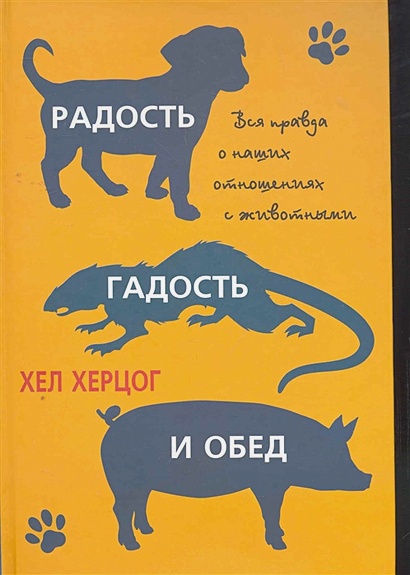 РАДОСТЬ
Вся правда
о наших
отношениях
с животными
ГАДОСТЬ
ХЕЛ ХЕРЦОГ
И ОБЕД